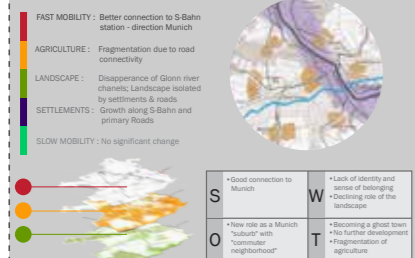 FAST MOBILITY : Better connection to S-Bahn
station - direction Munich
AGRICULTURE : Fragmentation due to road
connectivity
LANDSCAPE : Disapperance of Glonn river
chanels; Landscape isolated
by settlments & roads
SETTLEMENTS : Growth along S-Bahn and
primary Roads
SLOW MOBILITY : No significant change
S
•Good connection to
Munich
W
•Lack of identity and
sense of belonging
•Declining role of the
landscape
O
•New role as a Munich
"suburb" with
"commuter
neighborhood"
T
•Becoming a ghost town
•No further development
•Fragmentation of
agriculture